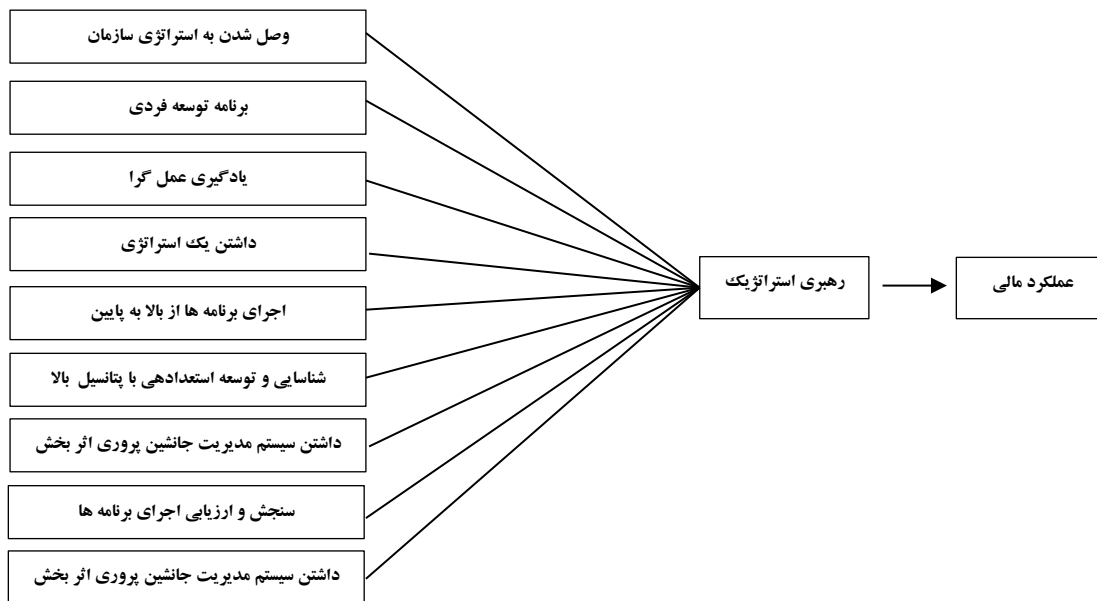 وصل شدن به استراتژی سازمان
برنامه توسعه فردی
یادگیری عمل گرا
داشتن یک استراتژی
اجرای برنامه ها از بالا به پایین
شناسایی و توسعه استعدادهی با پتانسیل بالا
داشتن سیستم مدیریت جانشین پروری اثر بخش
سنجش و ارزیابی اجرای برنامه ها
داشتن سیستم مدیریت جانشین پروری اثر بخش
رهبری استراتژیک
عملکرد مالی